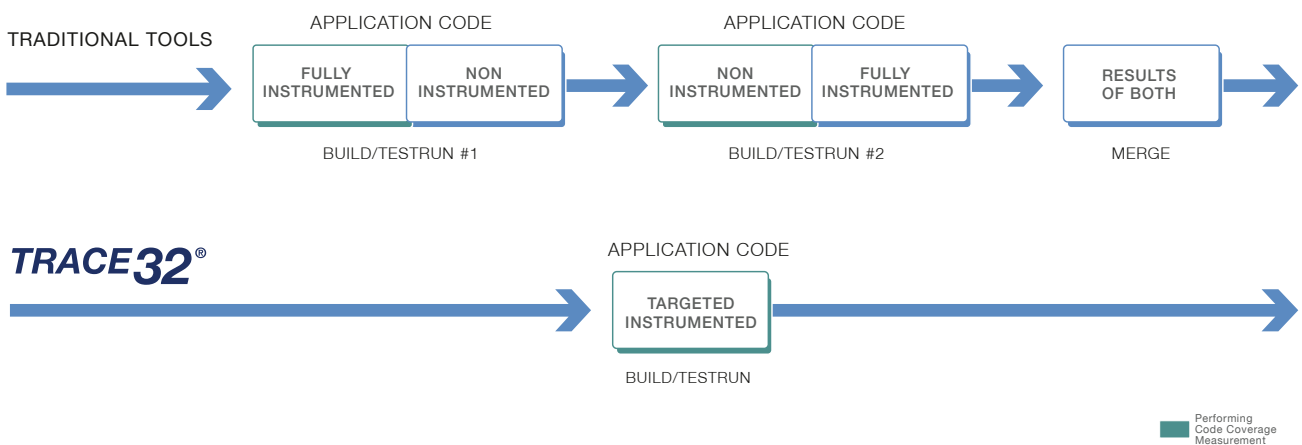 TRADITIONAL TOOLS
APPLICATION CODE
FULLY
INSTRUMENTED
NON
INSTRUMENTED
BUILD/TESTRUN #1
APPLICATION CODE
NON
INSTRUMENTED
FULLY
INSTRUMENTED
BUILD/TESTRUN #2
RESULTS
OF BOTH
MERGE
TRACE32®
APPLICATION CODE
TARGETED
INSTRUMENTED
BUILD/TESTRUN
Performing
Code Coverage
Measurement